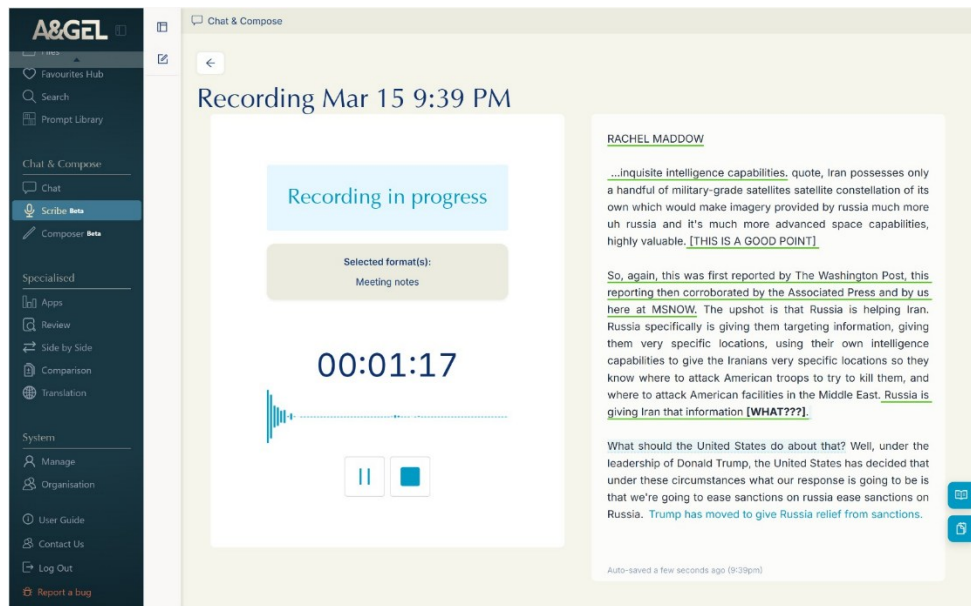 A&GEL
Files
Favourites Hub
Search
Prompt Library
Chat & Compose
Chat
Scribe Beta
Composer Beta
Specialised
Apps
Review
Side by Side
Comparison
Translation
System
Manage
Organisation
User Guide
Contact Us
Log Out
Report a bug
Chat & Compose
Recording Mar 15 9:39 PM
Recording in progress
Selected format(s):
Meeting notes
00:01:17
RACHEL MADDOW
...inquisite intelligence capabilities. quote, Iran possesses only
a handful of military-grade satellites satellite constellation of its
own which would make imagery provided by russia much more
uh russia and it's much more advanced space capabilities,
highly valuable. [THIS IS A GOOD POINT]
So, again, this was first reported by The Washington Post, this
reporting then corroborated by the Associated Press and by us
here at MSNOW. The upshot is that Russia is helping Iran.
Russia specifically is giving them targeting information, giving
them very specific locations, using their own intelligence
capabilities to give the Iranians very specific locations so they
know where to attack American troops to try to kill them, and
where to attack American facilities in the Middle East. Russia is
giving Iran that information [WHAT???].
What should the United States do about that? Well, under the
leadership of Donald Trump, the United States has decided that
under these circumstances what our response is going to be is
that we're going to ease sanctions on russia ease sanctions on
Russia. Trump has moved to give Russia relief from sanctions.
Auto-saved a few seconds ago (9:39pm)